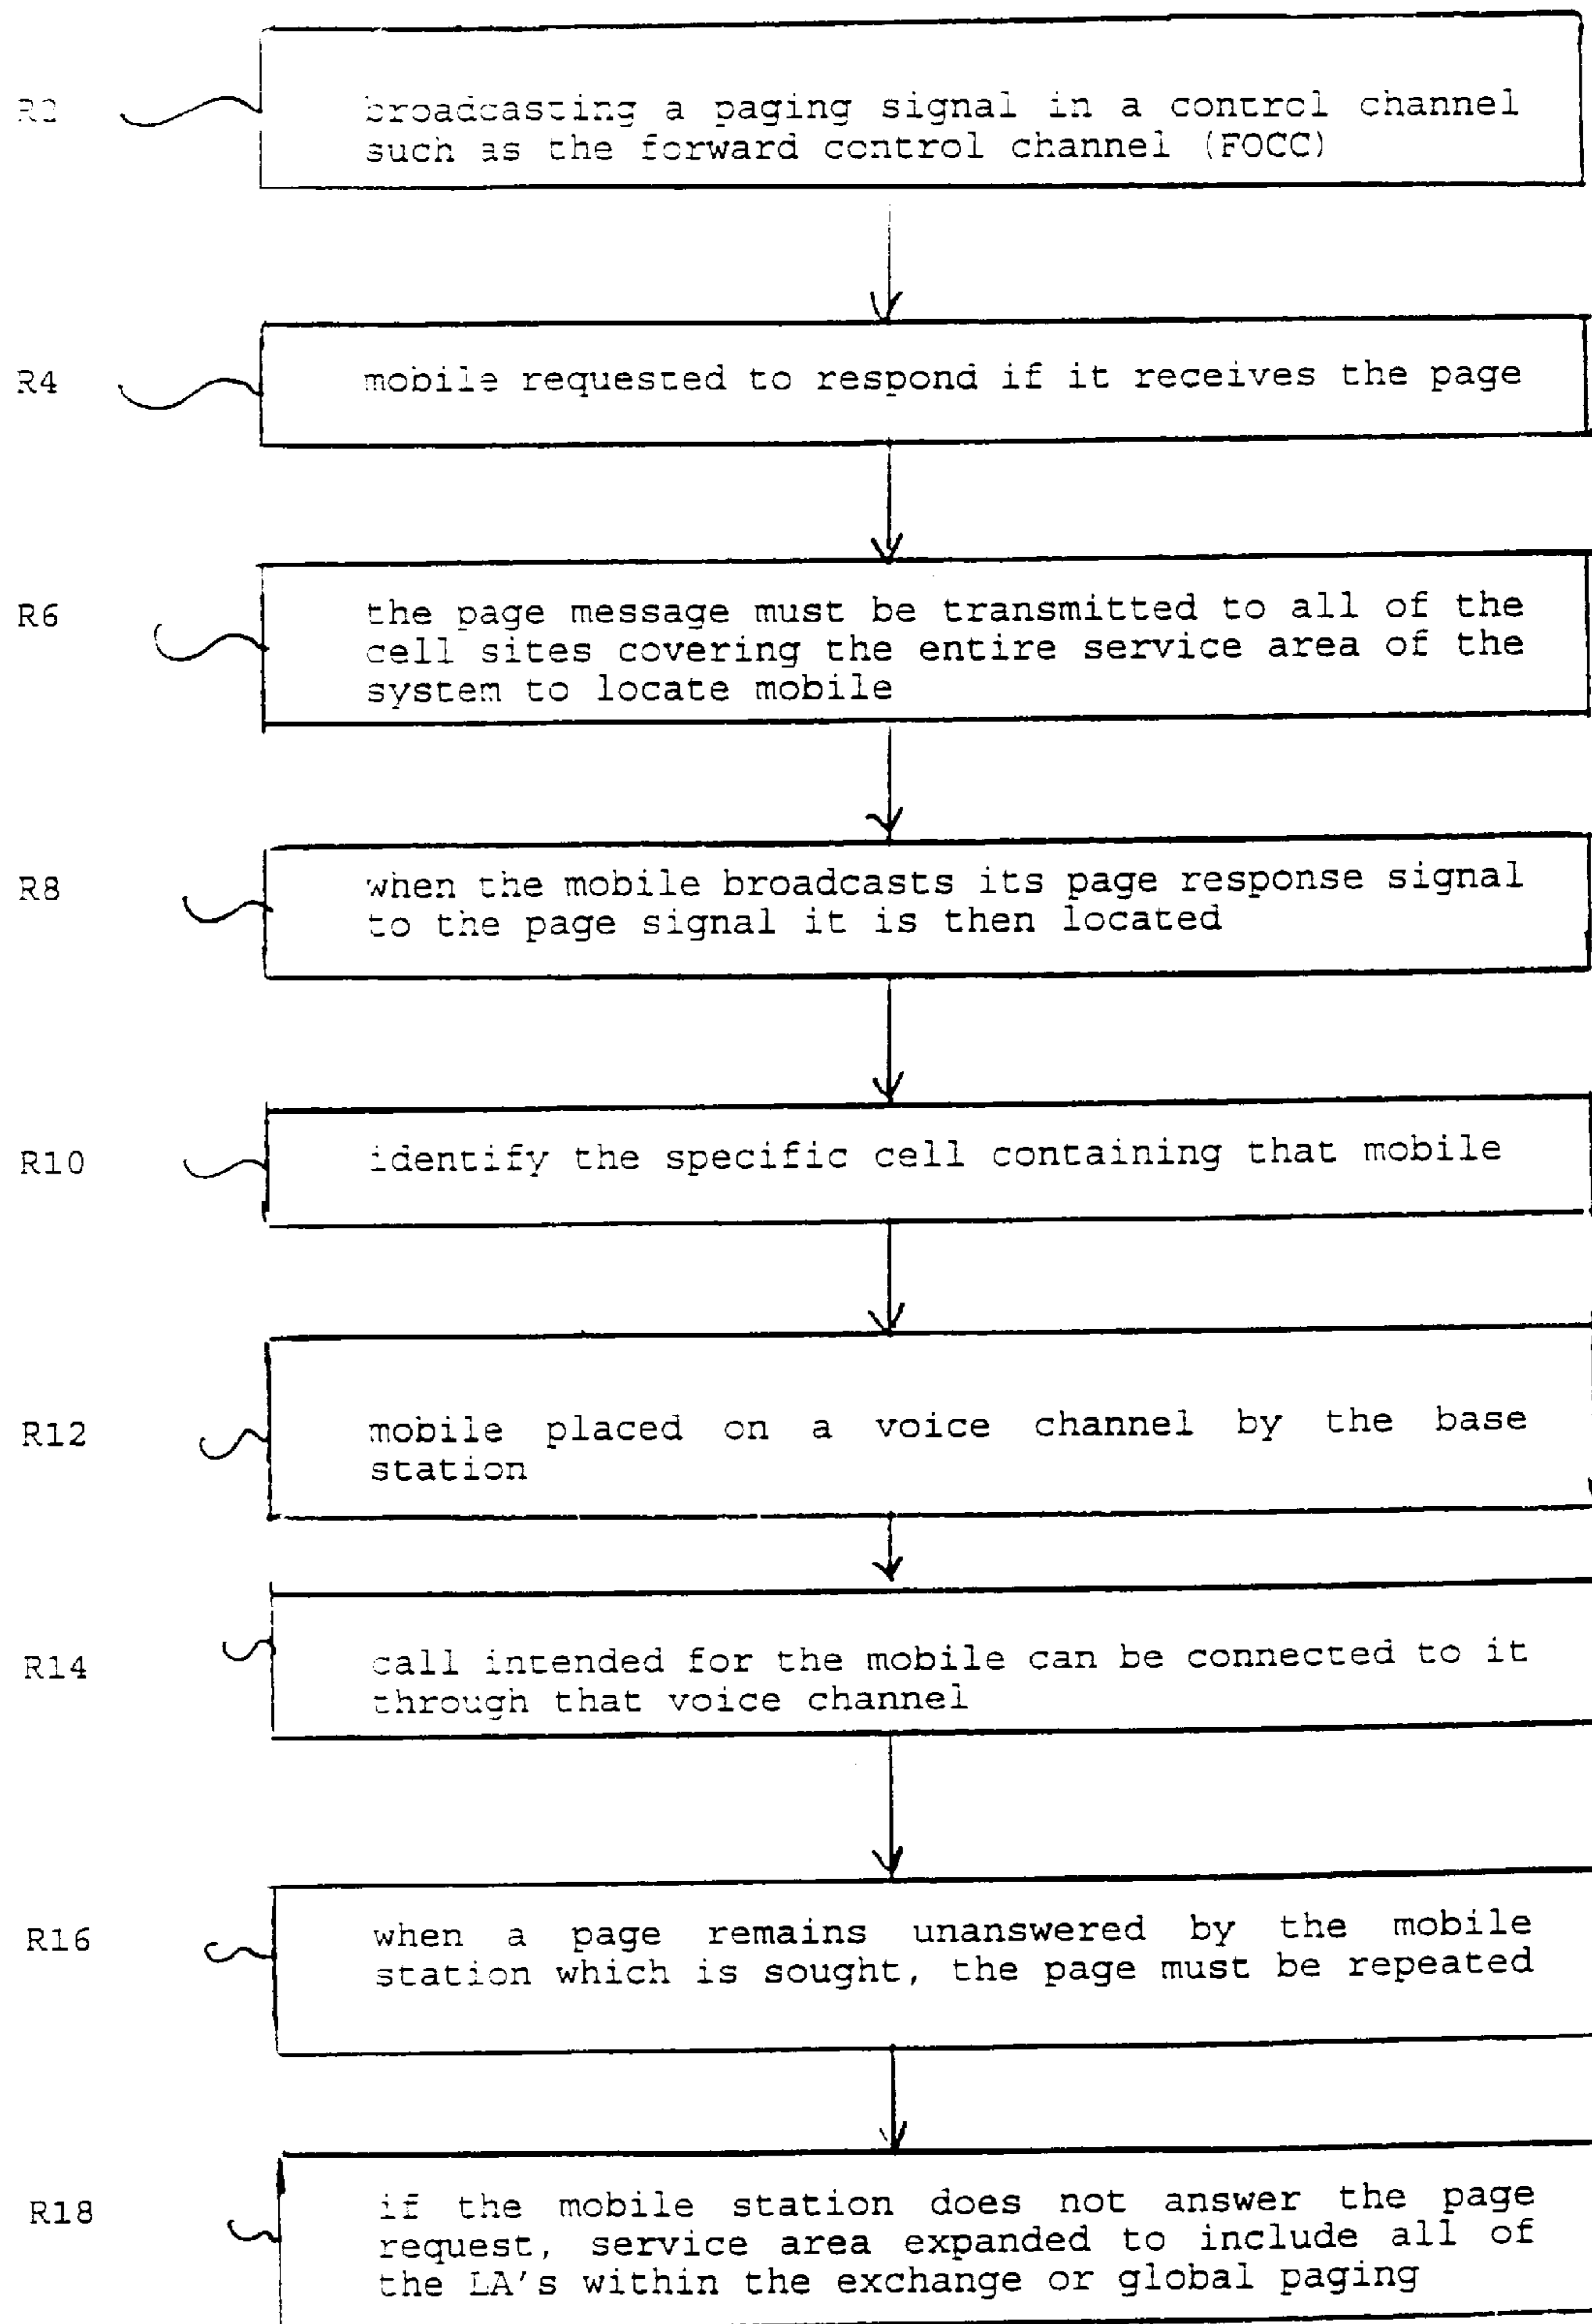 R2
broadcasting a paging signal in a control channel
such as the forward control channel (FOCC)
R4
mobile requested to respond if it receives the page
R6
the page message must be transmitted to all of the
cell sites covering the entire service area of the
system to locate mobile
R8
when the mobile broadcasts its page response signal
to the page signal it is then located
R10
identify the specific cell containing that mobile
R12
mobile placed on a voice channel by the base
station
R14
call intended for the mobile can be connected to it
through that voice channel
R16
when a page remains unanswered by the mobile
station which is sought, the page must be repeated
R18
if the mobile station does not answer the page
request, service area expanded to include all of
the LA's within the exchange or global paging